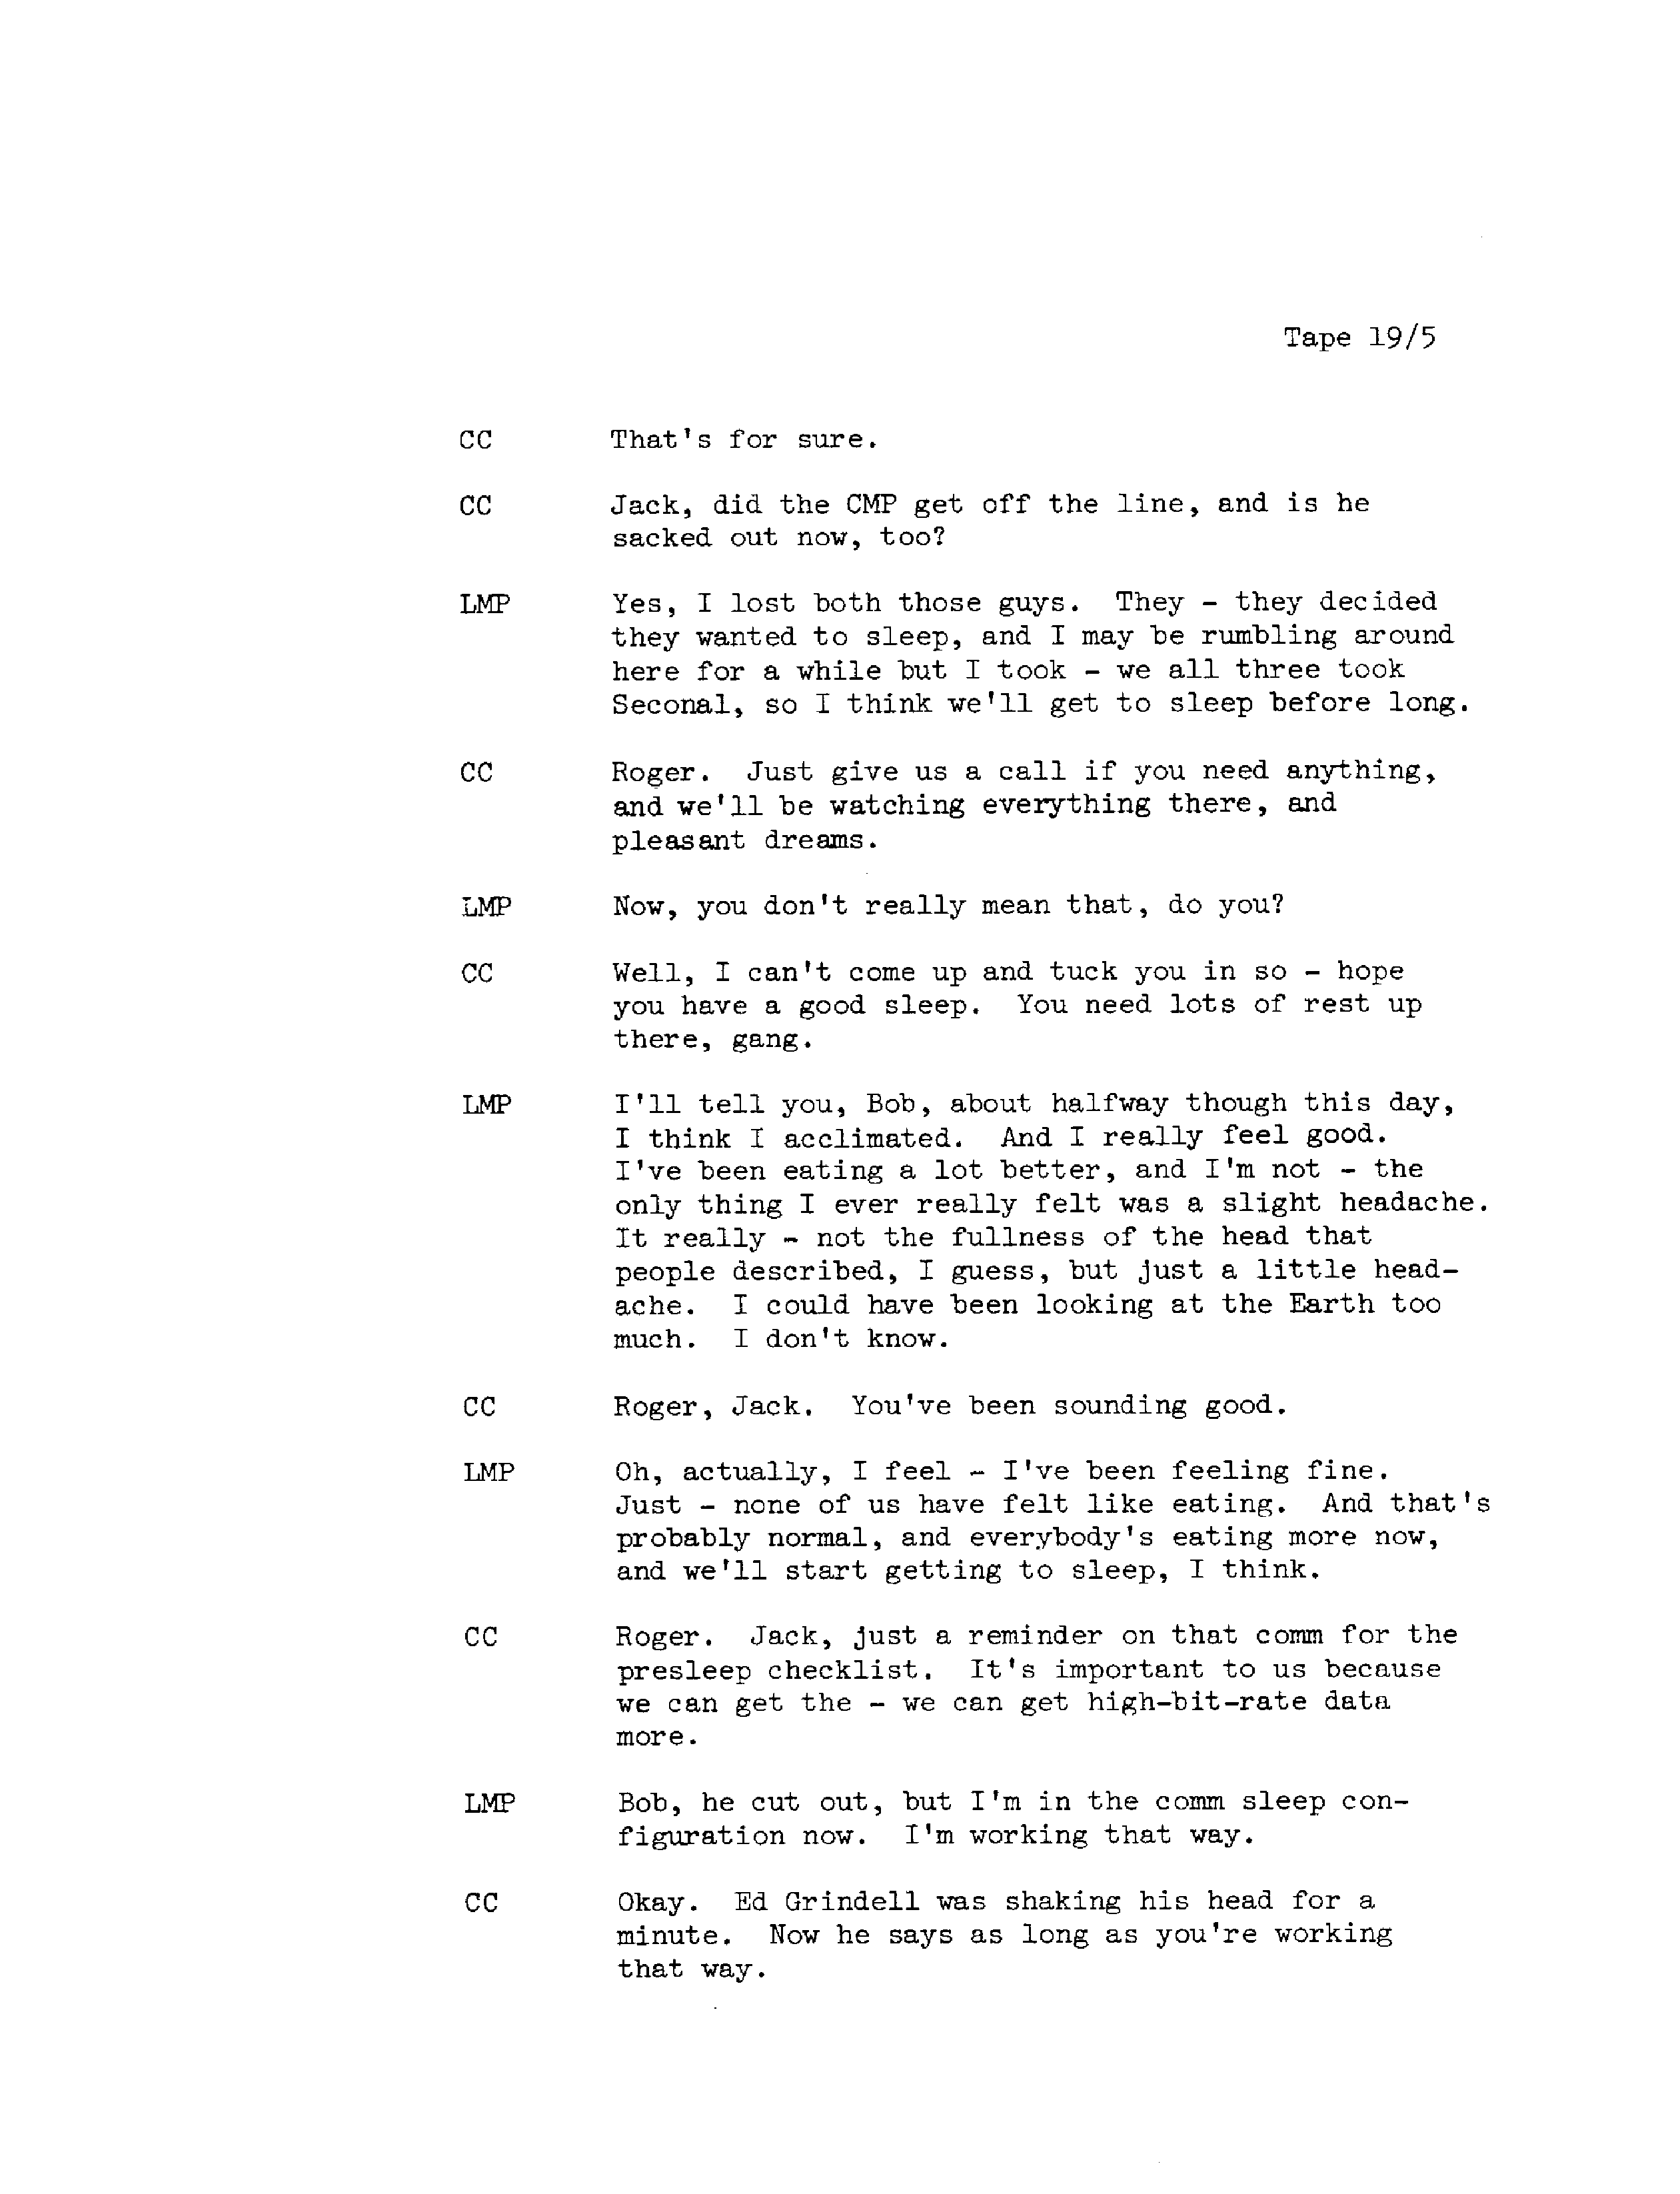 Tape 19/5
CC That's for sure.
CC Jack, did the CMP get off the line, and is he
sacked out now, too?
LMP Yes, I lost both those guys. They - they decided
they wanted to sleep, and I may be rumbling around
here for a while but I took - we all three took
Seconal, so I think we'll get to sleep before long.
CC Roger. Just give us a call if you need anything,
and we'll be watching everything there, and
pleasant dreams.
LMP Now, you don't really mean that, do you?
CC Well, I can't come up and tuck you in so - hope
you have a good sleep. You need lots of rest up
there, gang.
LMP I'll tell you, Bob, about halfway though this day,
I think I acclimated. And I really feel good.
I've been eating a lot better, and I'm not - the
only thing I ever really felt was a slight headache.
It really - not the fullness of the head that
people described, I guess, but just a little head-
ache. I could have been looking at the Earth too
much. I don't know.
CC Roger, Jack. You've been sounding good.
LMP Oh, actually, I feel - I've been feeling fine.
Just - none of us have felt like eating. And that's
probably normal, and everybody's eating more now,
and we'll start getting to sleep, I think.
CC Roger. Jack, just a reminder on that comm for the
presleep checklist. It's important to us because
we can get the - we can get high-bit-rate data
more.
LMP Bob, he cut out, but I'm in the comm sleep con-
figuration now. I'm working that way.
CC Okay. Ed Grindell was shaking his head for a
minute. Now he says as long as you're working
that way.